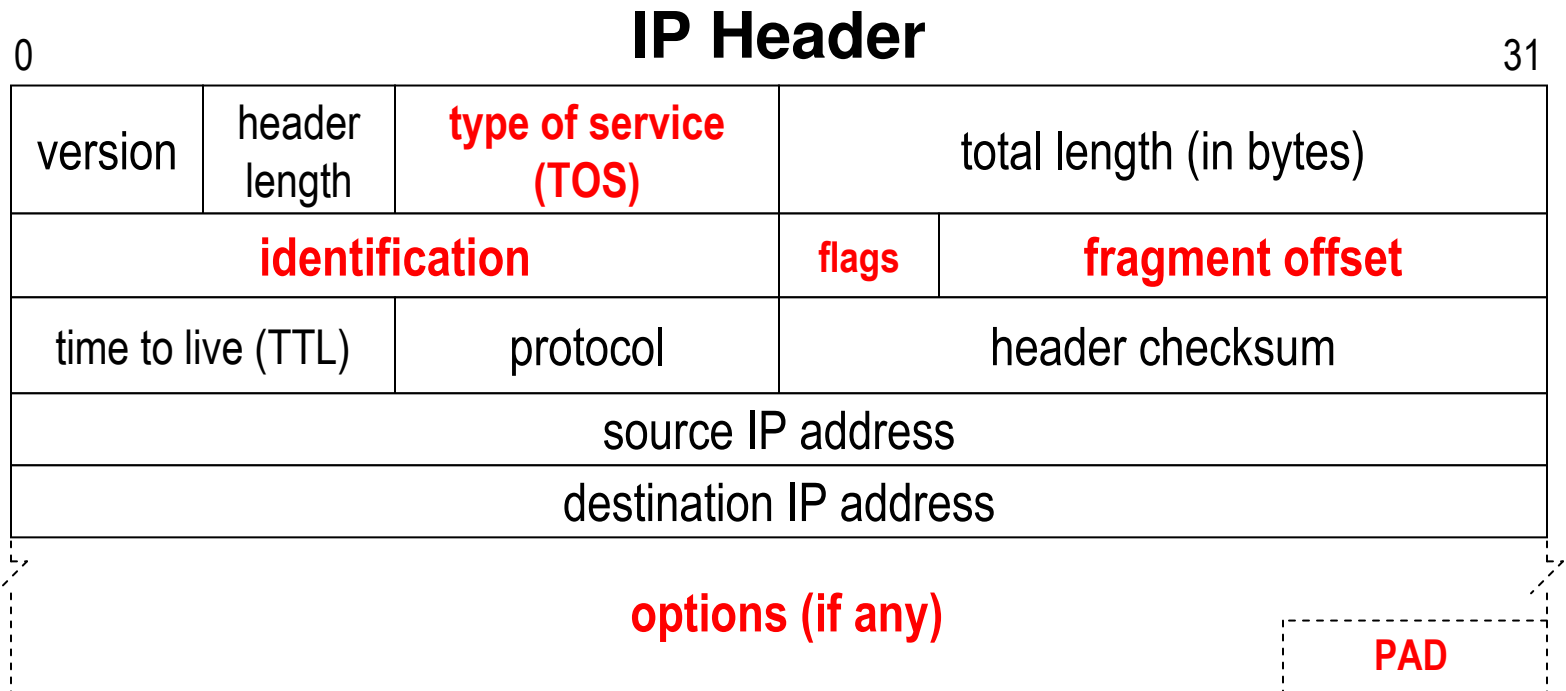 IP Header
0
31
version
header
length
type of service
(TOS)
total length (in bytes)
identification
flags
fragment offset
time to live (TTL)
protocol
header checksum
source IP address
destination IP address
options (if any)
PAD